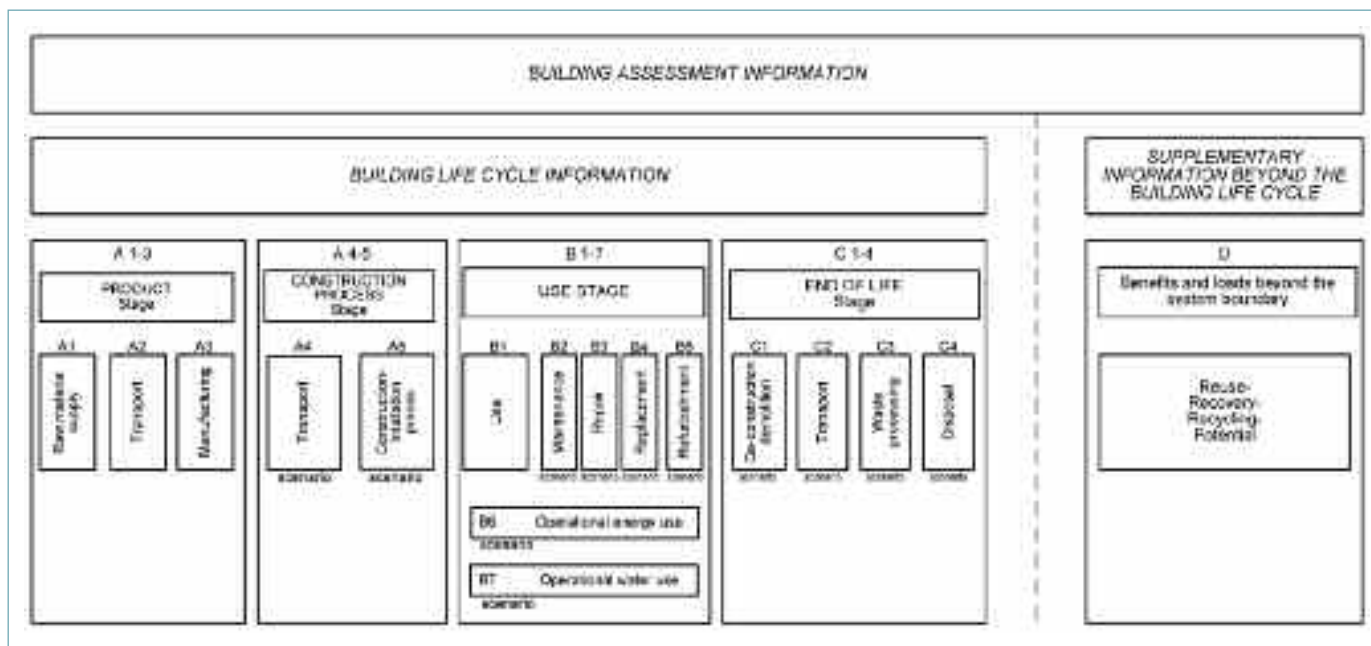 BUILDING ASSESSMENT INFORMATION
BUILDING LIFE CYCLE INFORMATION
SUPPLEMENTARY
INFORMATION BEYOND THE
BUILDING LIFE CYCLE
A 1-3
PRODUCT
Stage
A1
Raw material
supply
A2
Transport
A3
Manufacturing
A 4-5
CONSTRUCTION
PROCESS
Stage
A4
Transport
scenario
A5
Construction-
process
scenario
B 1-7
USE STAGE
B1
Use
B2
Maintenance
scenario
B3
Repair
scenario
B4
Replacement
scenario
B5
Refurbishment
scenario
B6 Operational energy use
scenario
B7 Operational water use
scenario
C 1-4
END OF LIFE
Stage
C1
De-construction
demolition
scenario
C2
Transport
scenario
C3
Waste
processing
scenario
C4
Disposal
scenario
D
Benefits and loads beyond the
system boundary
Reuse-
Recovery-
Recycling-
Potential